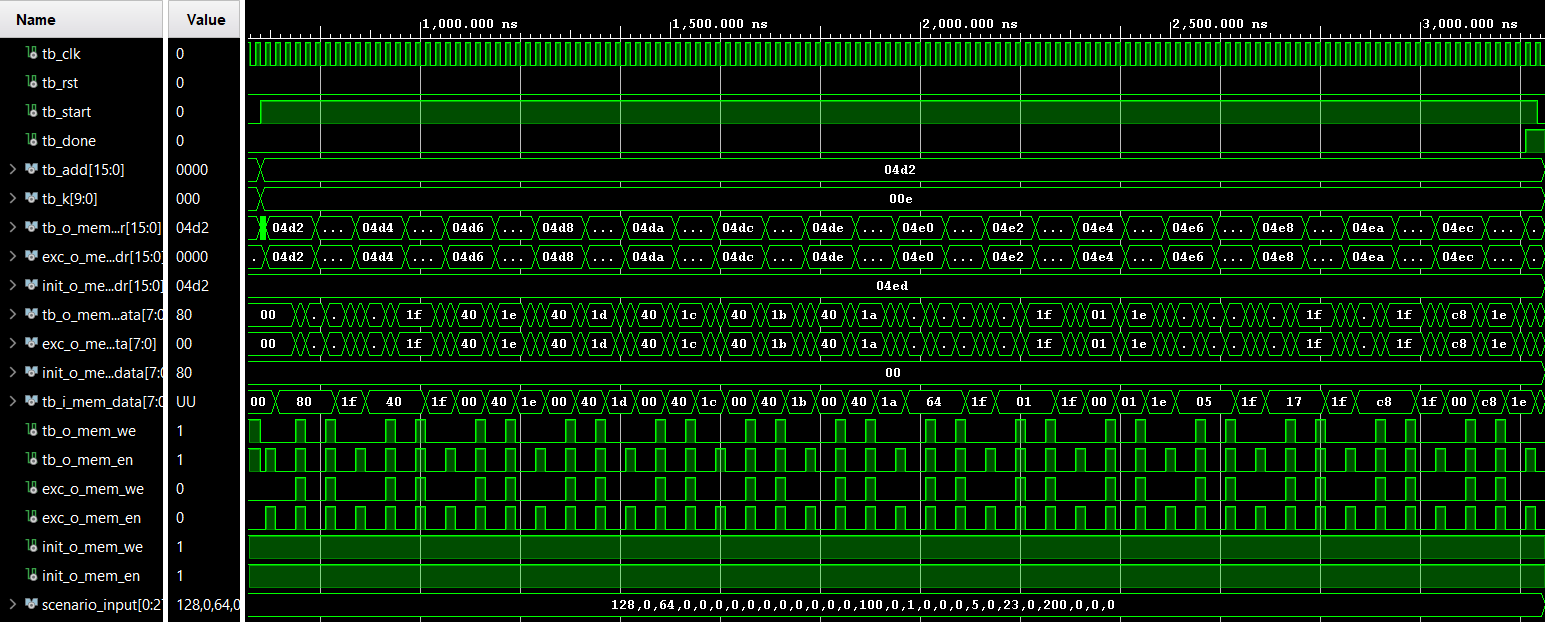 Name Value 1,000.000 ns 1,500.000 ns 2,000.000 ns 2,500.000 ns 3,000.000 ns
tb_clk 0
tb_rst 0
tb_start 0
tb_done 0
tb_add[15:0] 0000 04d2
tb_k[9:0] 000 00e
tb_o_mem...r[15:0] 04d2 04d2 ... 04d4 ... 04d6 ... 04d8 ... 04da ... 04dc ... 04de ... 04e0 ... 04e2 ... 04e4 ... 04e6 ... 04e8 ... 04ea ... 04ec ... .
exc_o_me...dr[15:0] 0000 . 04d2 ... 04d4 ... 04d6 ... 04d8 ... 04da ... 04dc ... 04de ... 04e0 ... 04e2 ... 04e4 ... 04e6 ... 04e8 ... 04ea ... 04ec ... .
init_o_me...dr[15:0] 04d2 04ed
tb_o_mem...ata[7:0 80 00 . . . 1f 40 1e 40 1d 40 1c 40 1b 40 1a . . . . 1f 01 1e . . . . 1f . 1f c8 1e
exc_o_me...ta[7:0] 00 00 . . . 1f 40 1e 40 1d 40 1c 40 1b 40 1a . . . . 1f 01 1e . . . . 1f . 1f c8 1e
init_o_me...data[7:0 80 00
tb_i_mem_data[7:0 UU 00 80 1f 40 1f 00 40 1e 00 40 1d 00 40 1c 00 40 1b 00 40 1a 64 1f 01 1f 00 01 1e 05 1f 17 1f c8 1f 00 c8 1e
tb_o_mem_we 1
tb_o_mem_en 1
exc_o_mem_we 0
exc_o_mem_en 0
init_o_mem_we 1
init_o_mem_en 1
scenario_input[0:27 128,0,64,0 128,0,64,0,0,0,0,0,0,0,0,0,0,100,0,1,0,0,0,5,0,23,0,200,0,0,0